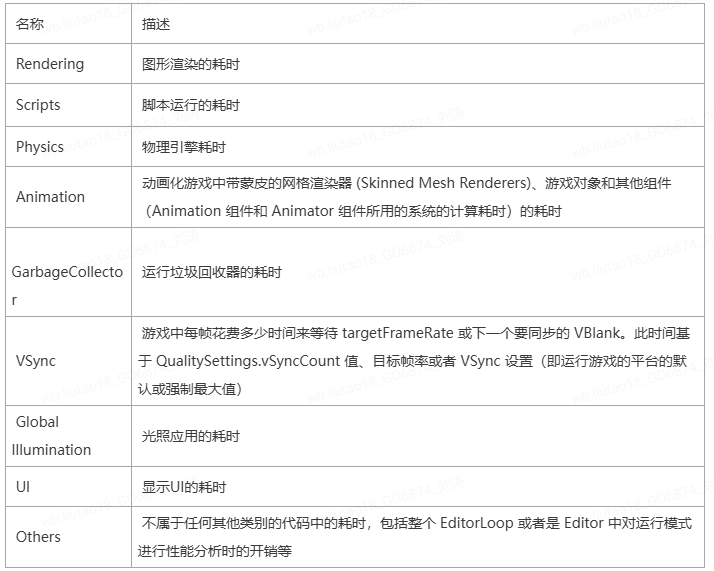 名称
描述
Rendering
图形渲染的耗时
Scripts
脚本运行的耗时
Physics
物理引擎耗时
Animation
动画化游戏中带蒙皮的网格渲染器 (Skinned Mesh Renderers)、游戏对象和其他组件
（Animation 组件和 Animator 组件所用的系统的计算耗时）的耗时
GarbageCollecto
r
运行垃圾回收器的耗时
VSync
游戏中每帧花费多少时间来等待 targetFrameRate 或下一个要同步的 VBlank。此时间基
于 QualitySettings.vSyncCount 值、目标帧率或者 VSync 设置（即运行游戏的平台的默
认或强制最大值）
Global
Illumination
光照应用的耗时
UI
显示UI的耗时
Others
不属于任何其他类别的代码中的耗时，包括整个 EditorLoop 或者是 Editor 中对运行模式
进行性能分析时的开销等